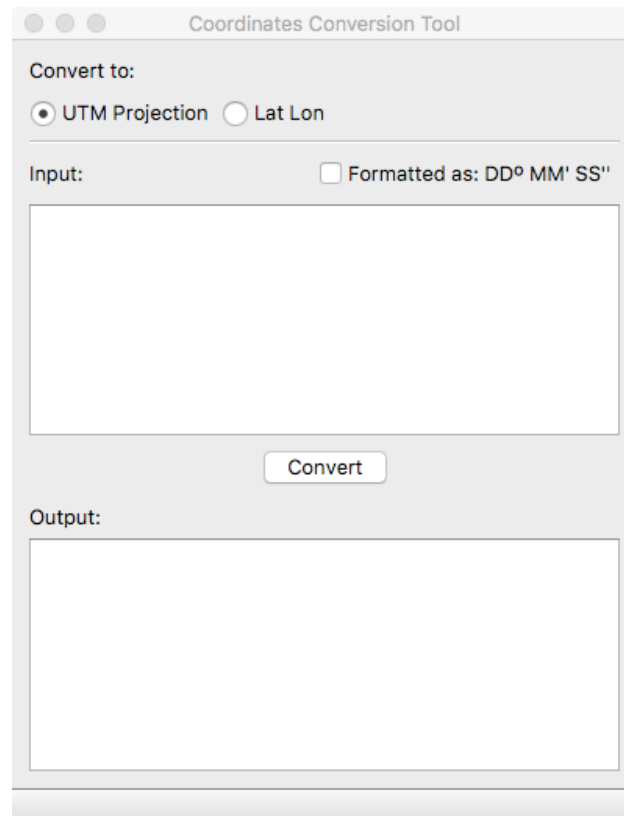 Coordinates Conversion Tool
Convert to:
UTM Projection Lat Lon
Input: Formatted as: DDº MM' SS''
Convert
Output: